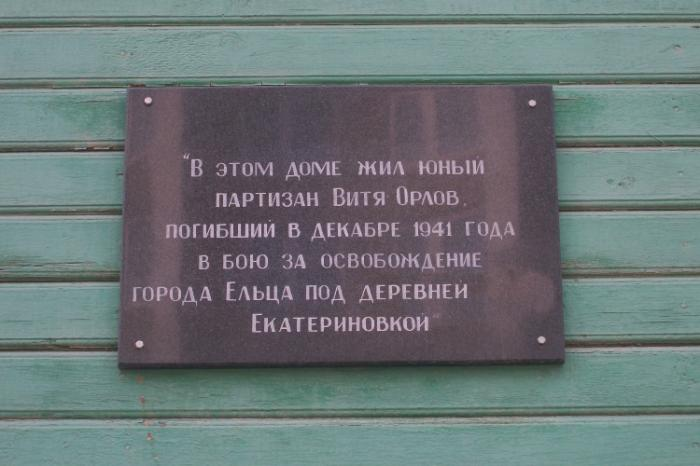 "В этом доме жил юный
партизан Витя Орлов,
погибший в декабре 1941 года
в бою за освобождение
города Ельца под деревней
Екатериновкой"